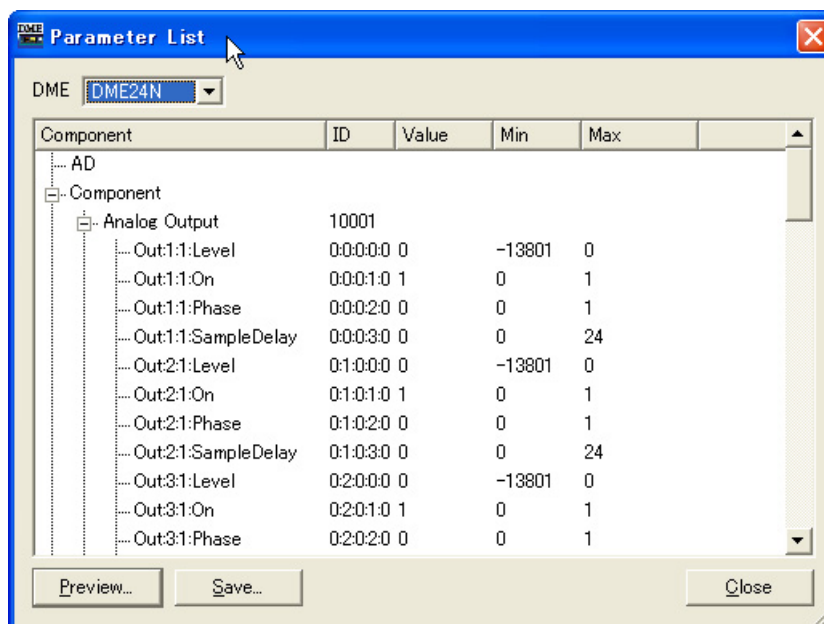 DME Parameter List
DME DME24N
Component ID Value Min Max
AD
Component
Analog Output 10001
Out:1:1:Level 0:0:0:0:0 0 -13801 0
Out:1:1:On 0:0:0:1:0 1 0 1
Out:1:1:Phase 0:0:0:2:0 0 0 1
Out:1:1:SampleDelay 0:0:0:3:0 0 0 24
Out:2:1:Level 0:1:0:0:0 0 -13801 0
Out:2:1:On 0:1:0:1:0 1 0 1
Out:2:1:Phase 0:1:0:2:0 0 0 1
Out:2:1:SampleDelay 0:1:0:3:0 0 0 24
Out:3:1:Level 0:2:0:0:0 0 -13801 0
Out:3:1:On 0:2:0:1:0 1 0 1
Out:3:1:Phase 0:2:0:2:0 0 0 1
Preview... Save... Close